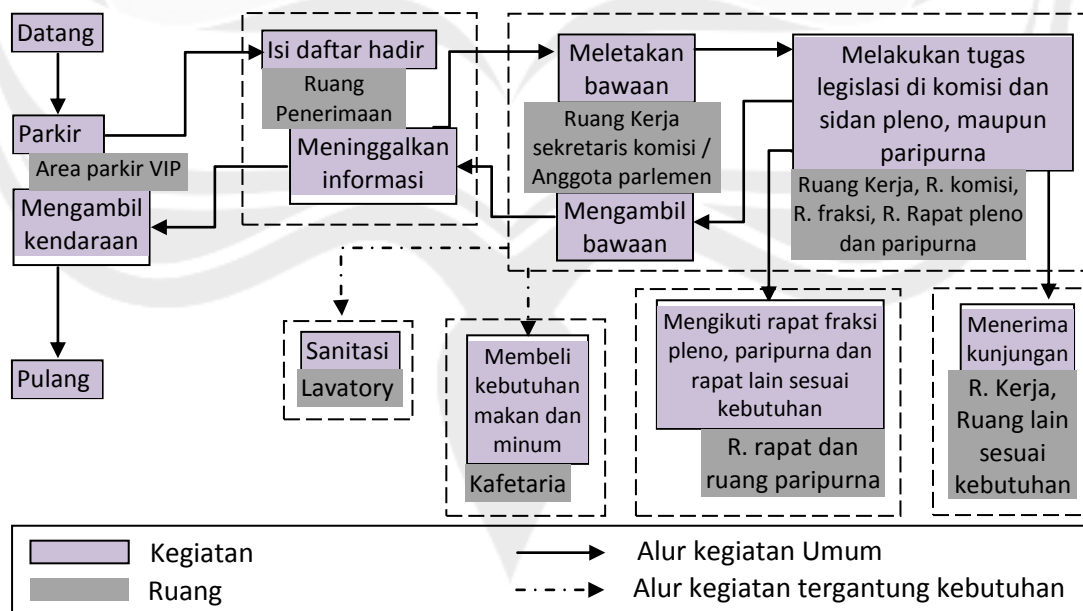 Datang
Parkir
Area parkir VIP
Mengambil
kendaraan
Pulang
Isi daftar hadir
Ruang
Penerimaan
Meninggalkan
informasi
Meletakan
bawaan
Ruang Kerja
sekretaris komisi /
Anggota parlemen
Mengambil
bawaan
Melakukan tugas
legislasi di komisi dan
sidan pleno, maupun
paripurna
Ruang Kerja, R. komisi,
R. fraksi, R. Rapat pleno
dan paripurna
Sanitasi
Lavatory
Membeli
kebutuhan
makan dan
minum
Kafetaria
Mengikuti rapat fraksi
pleno, paripurna dan
rapat lain sesuai
kebutuhan
R. rapat dan
ruang paripurna
Menerima
kunjungan
R. Kerja,
Ruang lain
sesuai
kebutuhan
Kegiatan
Ruang
Alur kegiatan Umum
Alur kegiatan tergantung kebutuhan